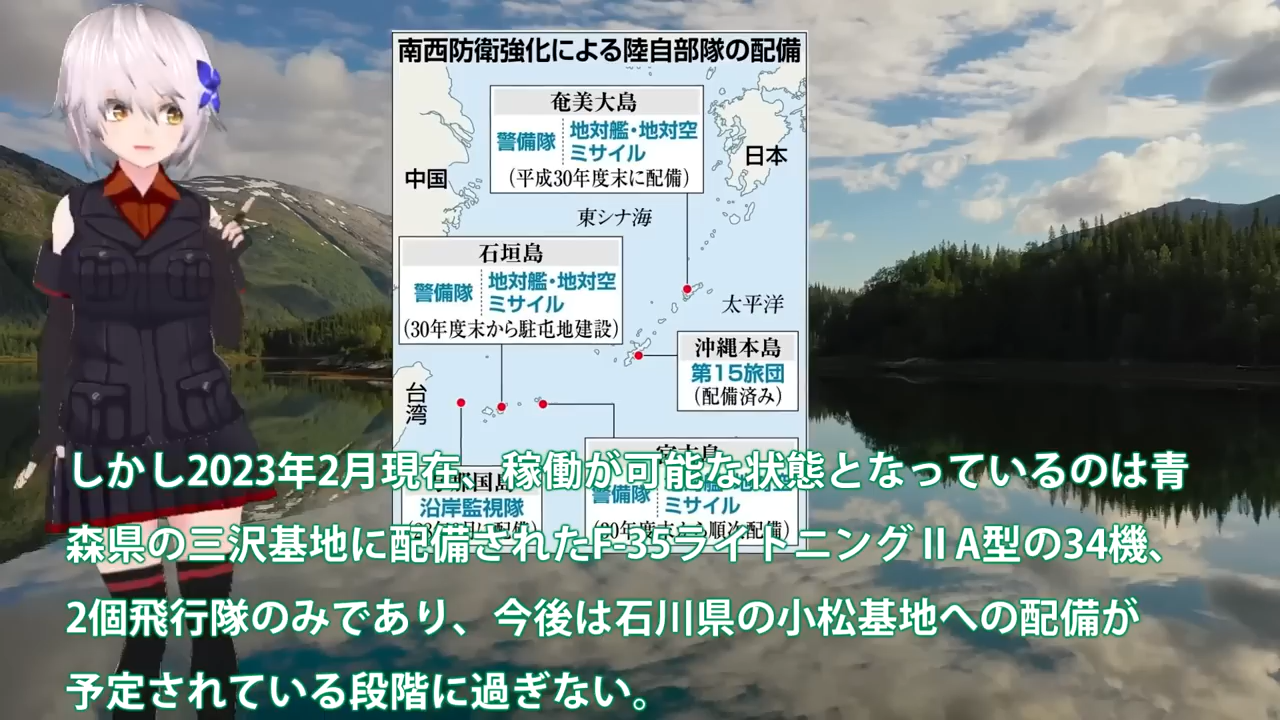 南西防衛強化による陸自部隊の配備
奄美大島
警備隊
地対艦・地対空
ミサイル
(平成30年度末に配備)
日本
中国
東シナ海
石垣島
警備隊
地対艦・地対空
ミサイル
(30年度末から駐屯地建設)
太平洋
沖縄本島
第15旅団
(配備済み)
台湾
国島
沿岸監視隊
警備隊
ミサイル
しかし2023年2月現在、稼働が可能な状態となっているのは青
森県の三沢基地に配備されたF-35ライトニングⅡA型の34機、
2個飛行隊のみであり、今後は石川県の小松基地への配備が
予定されている段階に過ぎない。